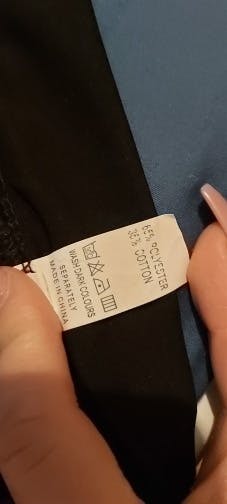 65% POLYESTER
35% COTTON
WASH DARK COLOURS
SEPARATELY
MADE IN CHINA